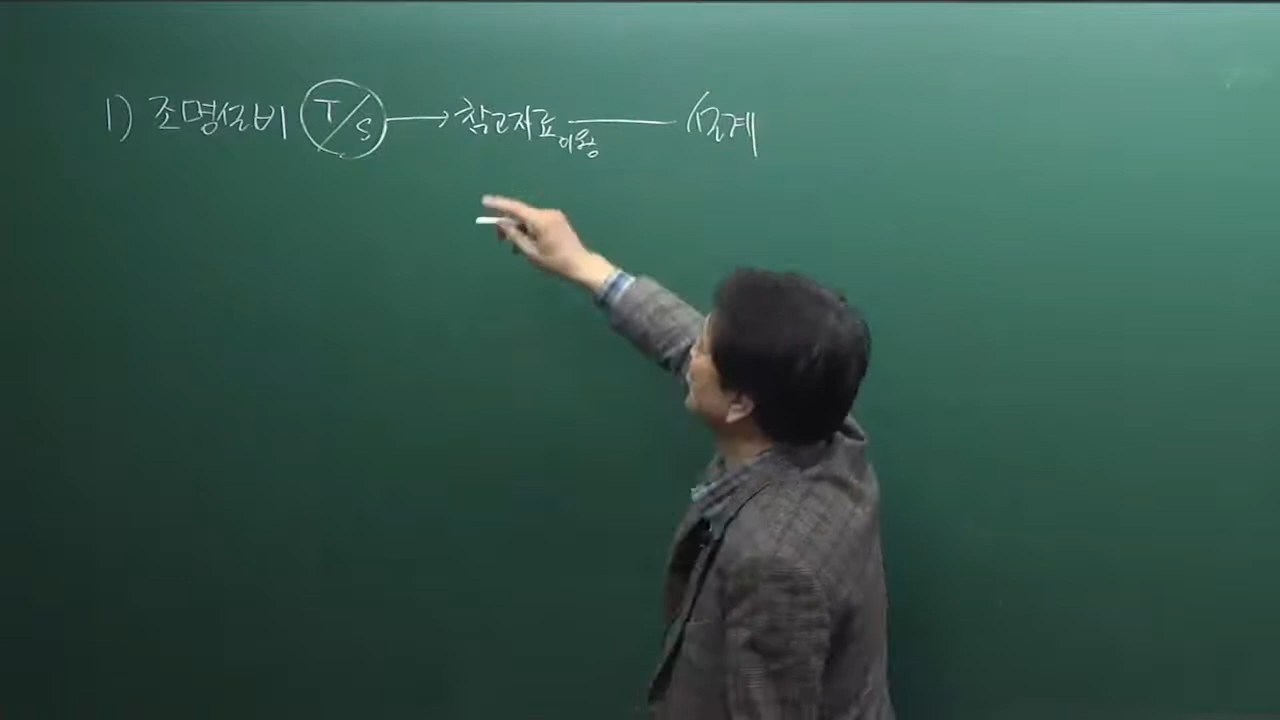 1) 조명설비 T/S → 참고자료 이용 — 설계